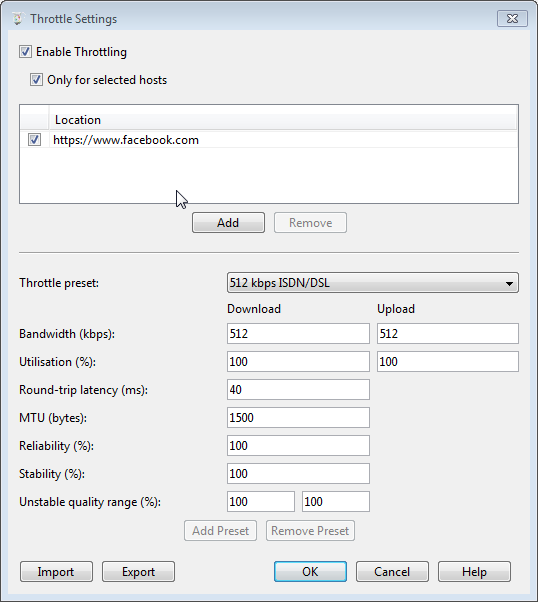 Throttle Settings
Enable Throttling
Only for selected hosts
Location
https://www.facebook.com
Add Remove
Throttle preset: 512 kbps ISDN/DSL
Download Upload
Bandwidth (kbps): 512 512
Utilisation (%): 100 100
Round-trip latency (ms): 40
MTU (bytes): 1500
Reliability (%): 100
Stability (%): 100
Unstable quality range (%): 100 100
Add Preset Remove Preset
Import Export OK Cancel Help